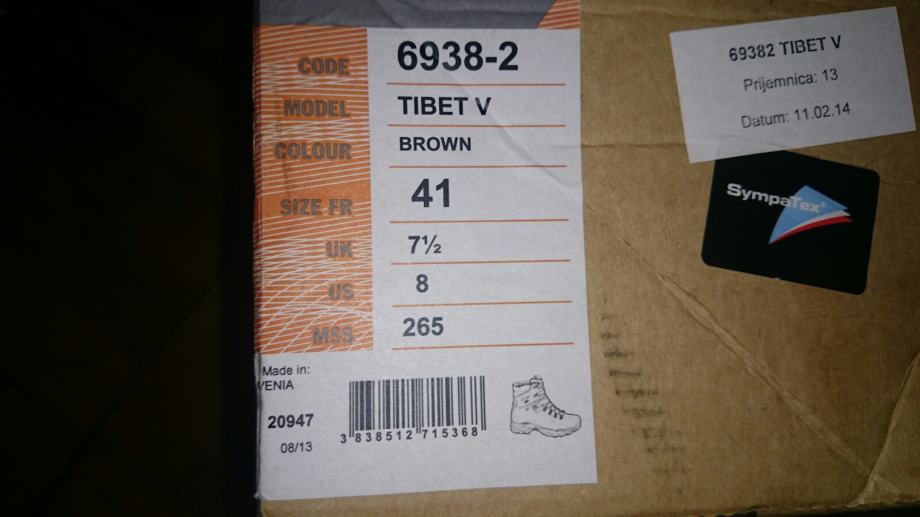 CODE 6938-2
MODEL TIBET V
COLOUR BROWN
SIZE FR 41
UK 7½
US 8
MSS 265
Made in:
VENIA
20947
08/13
3 838512 715368
69382 TIBET V
Prijemnica: 13
Datum: 11.02.14
SympaTex®